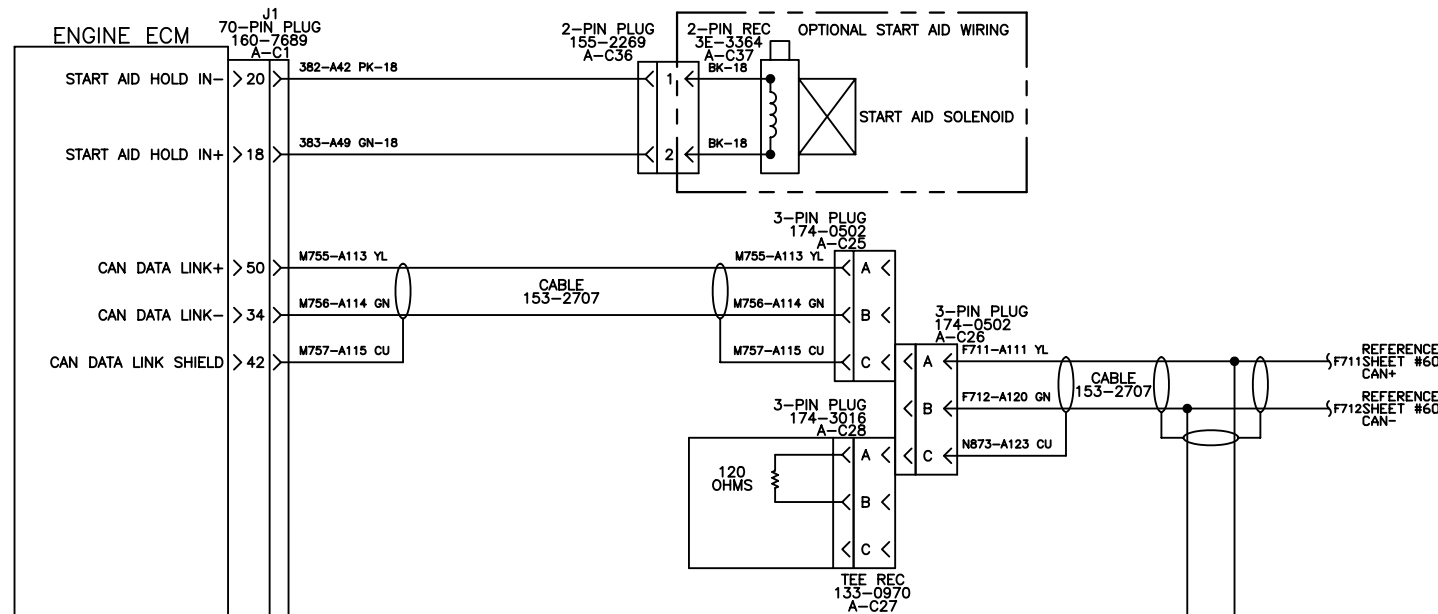 ENGINE ECM
J1
70-PIN PLUG
160-7689
A-C1
START AID HOLD IN- 20 382-A42 PK-18
START AID HOLD IN+ 18 383-A49 GN-18
2-PIN PLUG
155-2269
A-C36
2-PIN REC
3E-3364
A-C37
OPTIONAL START AID WIRING
1 BK-18
2 BK-18
START AID SOLENOID
CAN DATA LINK+ 50 M755-A113 YL
CAN DATA LINK- 34 M756-A114 GN
CAN DATA LINK SHIELD 42 M757-A115 CU
CABLE
153-2707
3-PIN PLUG
174-0502
A-C25
M755-A113 YL A
M756-A114 GN B
M757-A115 CU C
3-PIN PLUG
174-0502
A-C26
A F711-A111 YL
B F712-A120 GN
C N873-A123 CU
CABLE
153-2707
REFERENCE
F711 SHEET #60
CAN+
REFERENCE
F712 SHEET #60
CAN-
3-PIN PLUG
174-3016
A-C28
120
OHMS
A
B
C
TEE REC
133-0970
A-C27